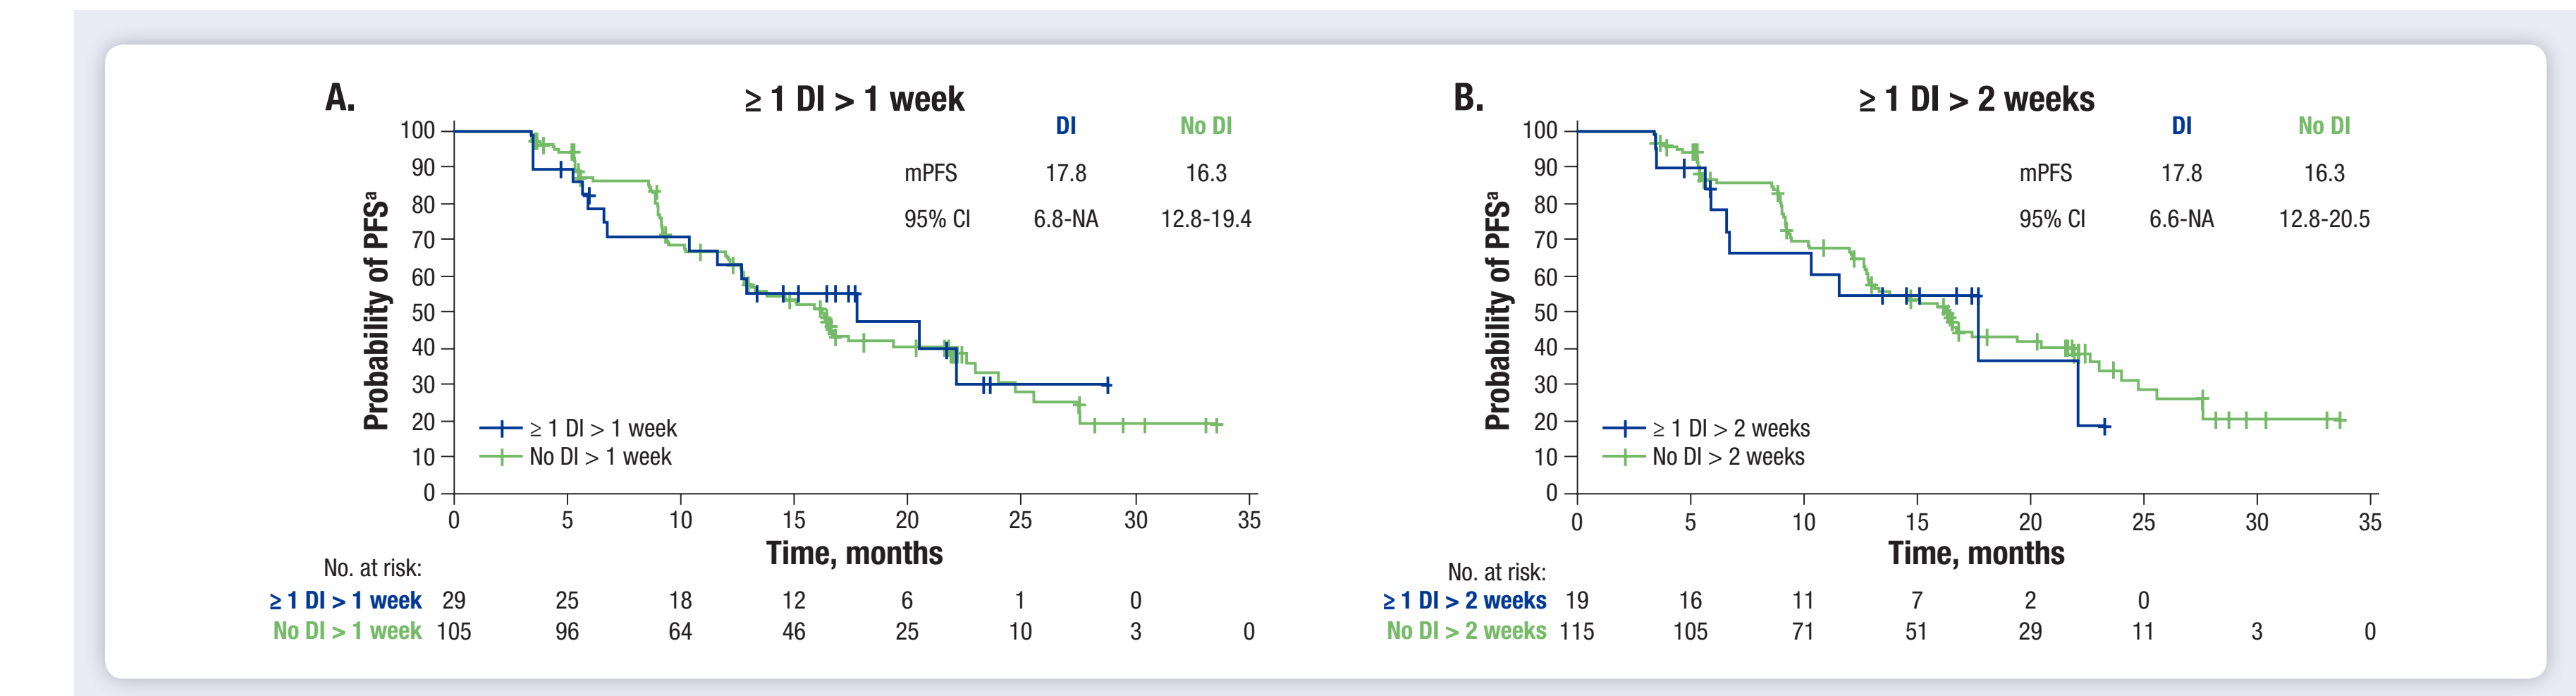 A.
≥ 1 DI > 1 week
DI No DI
mPFS 17.8 16.3
95% CI 6.8-NA 12.8-19.4
Probability of PFSa
100
90
80
70
60
50
40
30
20
10
0
≥ 1 DI > 1 week
No DI > 1 week
0 5 10 15 20 25 30 35
Time, months
No. at risk:
≥ 1 DI > 1 week 29 25 18 12 6 1 0
No DI > 1 week 105 96 64 46 25 10 3 0
B.
≥ 1 DI > 2 weeks
DI No DI
mPFS 17.8 16.3
95% CI 6.6-NA 12.8-20.5
Probability of PFSa
100
90
80
70
60
50
40
30
20
10
0
≥ 1 DI > 2 weeks
No DI > 2 weeks
0 5 10 15 20 25 30 35
Time, months
No. at risk:
≥ 1 DI > 2 weeks 19 16 11 7 2 0
No DI > 2 weeks 115 105 71 51 29 11 3 0